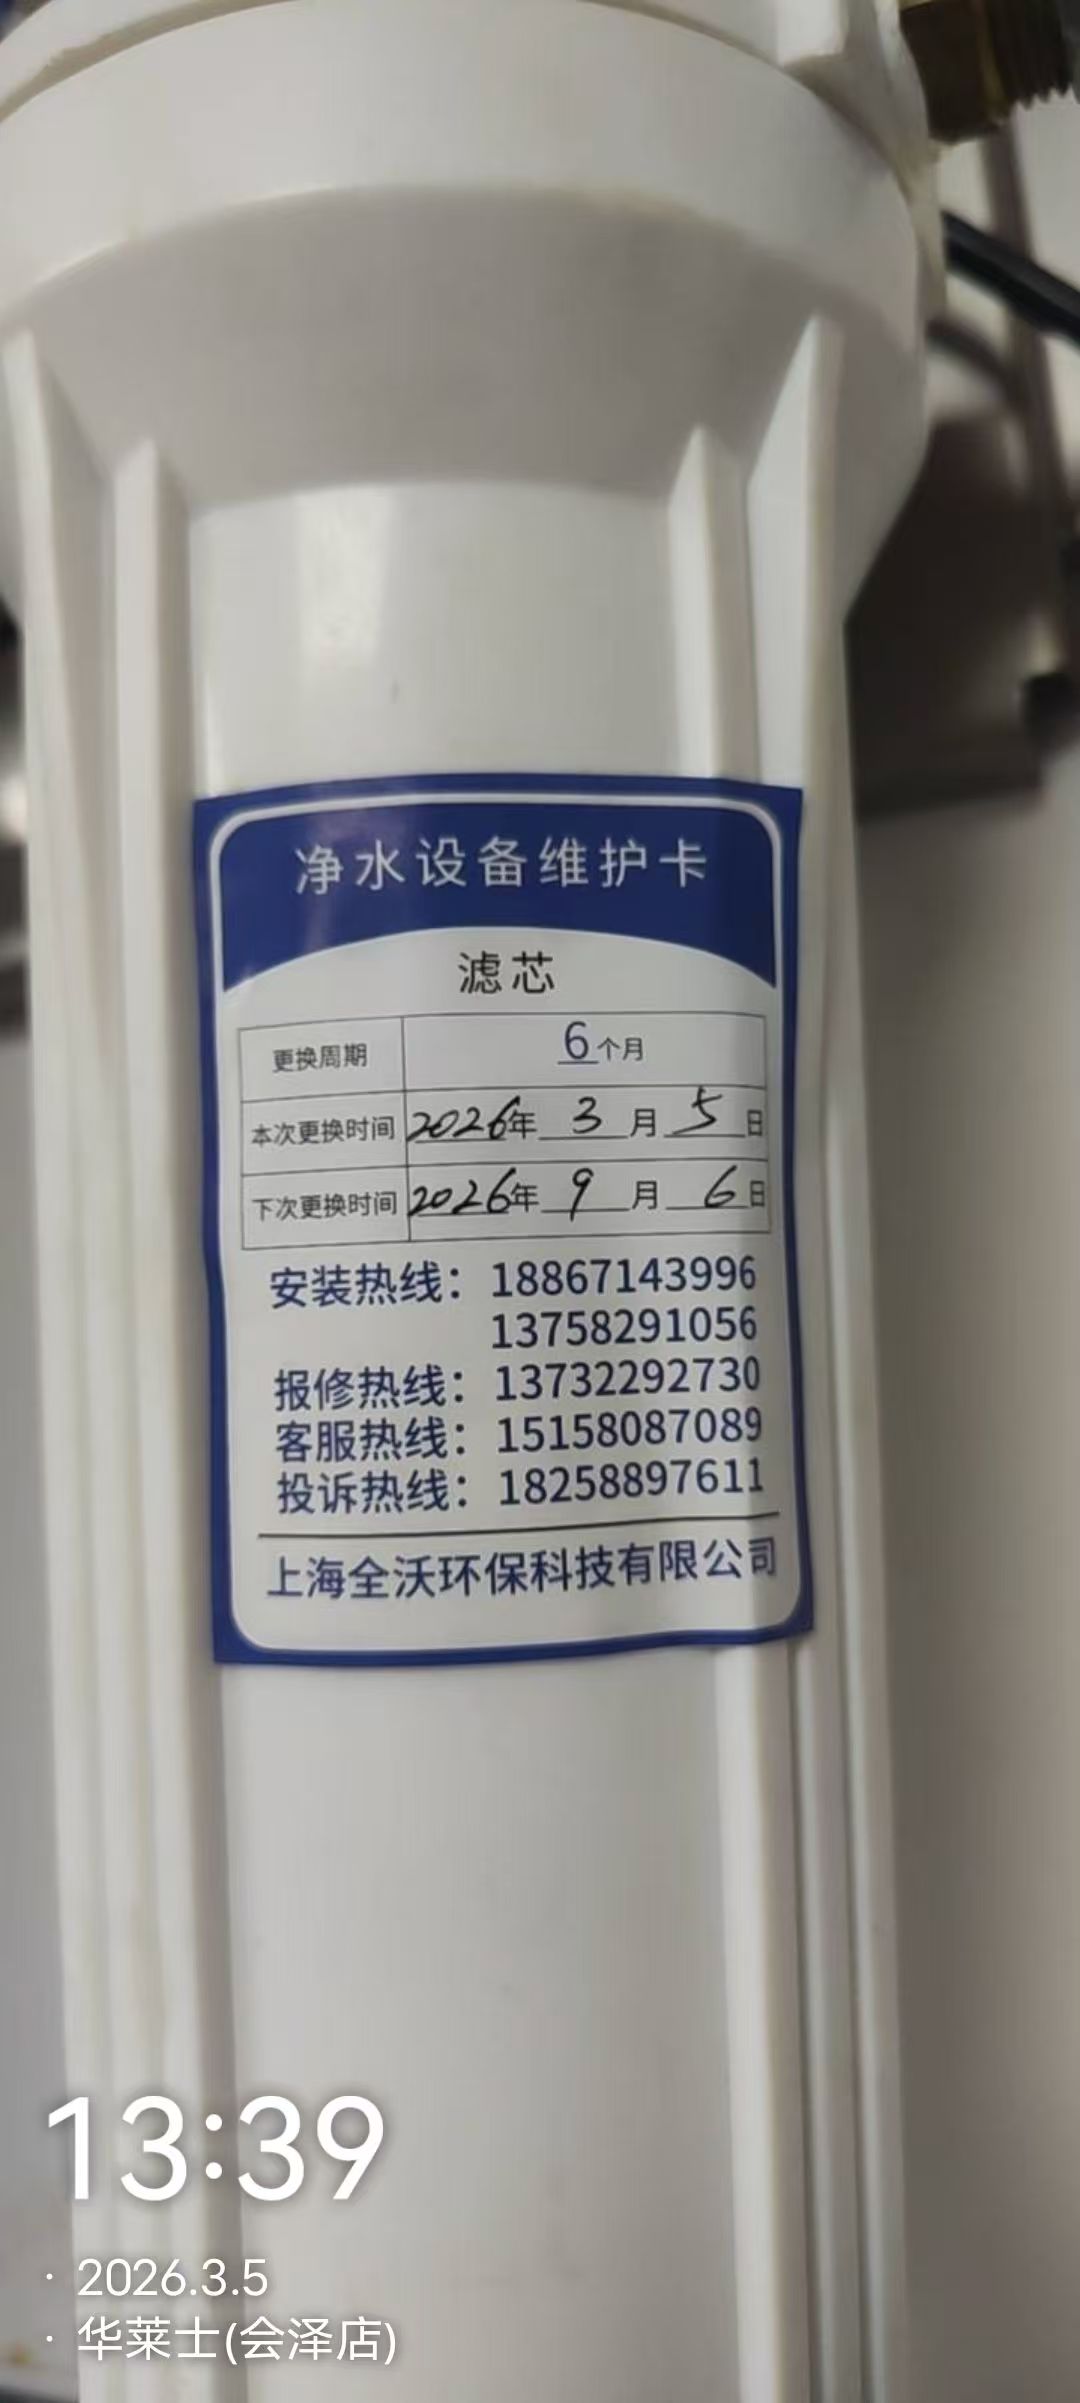 净水设备维护卡
滤芯
更换周期 6个月
本次更换时间 2026年 3 月 5 日
下次更换时间 2026年 9 月 6 日
安装热线：18867143996
13758291056
报修热线：13732292730
客服热线：15158087089
投诉热线：18258897611
上海全沃环保科技有限公司
13:39
· 2026.3.5
· 华莱士(会泽店)